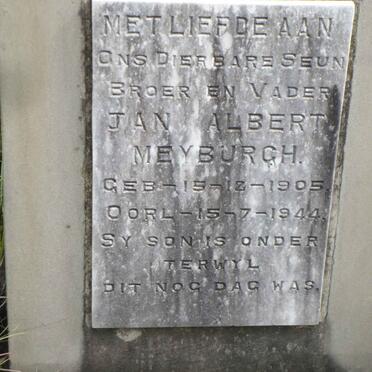 MET LIEFDE AAN
ONS DIERBARE SEUN
BROER EN VADER
JAN ALBERT
MEYBURGH.
GEB-15-12-1905.
OORL-15-7-1944.
SY SON IS ONDER
TERWYL
DIT NOG DAG WAS.